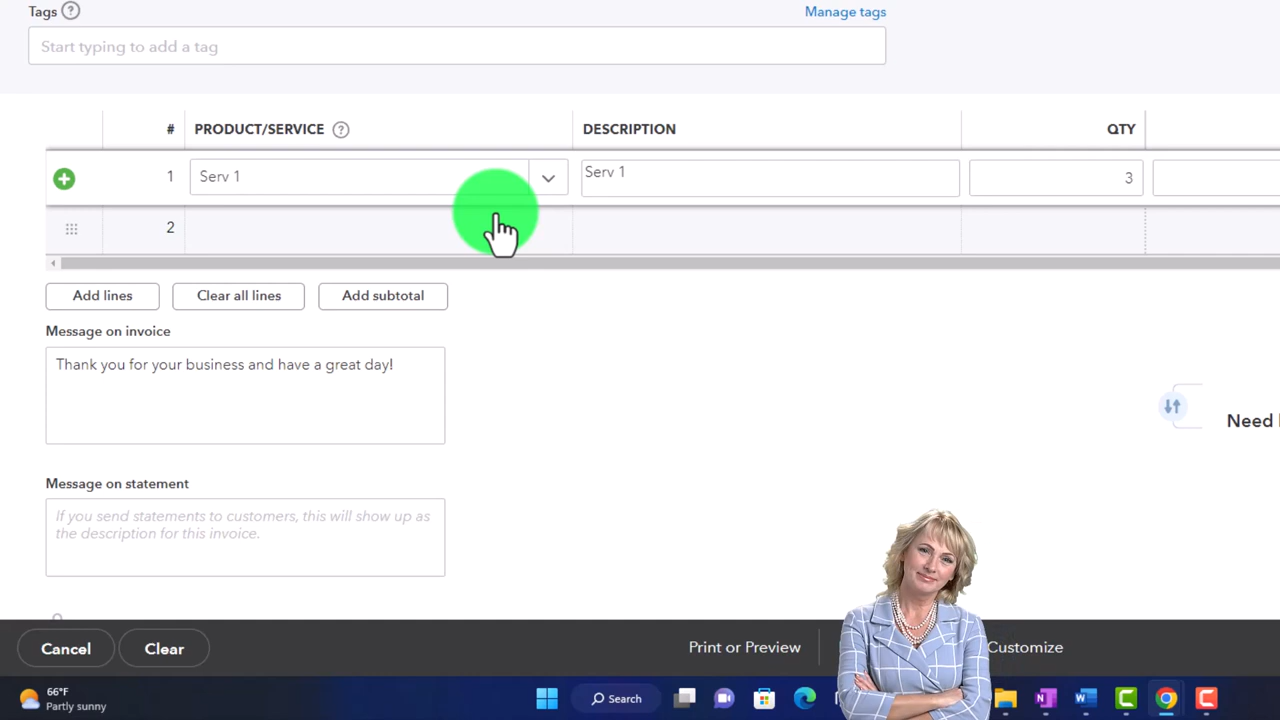 Tags ?
Manage tags
Start typing to add a tag
# PRODUCT/SERVICE ? DESCRIPTION QTY
1 Serv 1 Serv 1 3
2
Add lines Clear all lines Add subtotal
Message on invoice
Thank you for your business and have a great day!
Need
Message on statement
If you send statements to customers, this will show up as
the description for this invoice.
Cancel Clear Print or Preview Customize
66°F
Partly sunny
Search